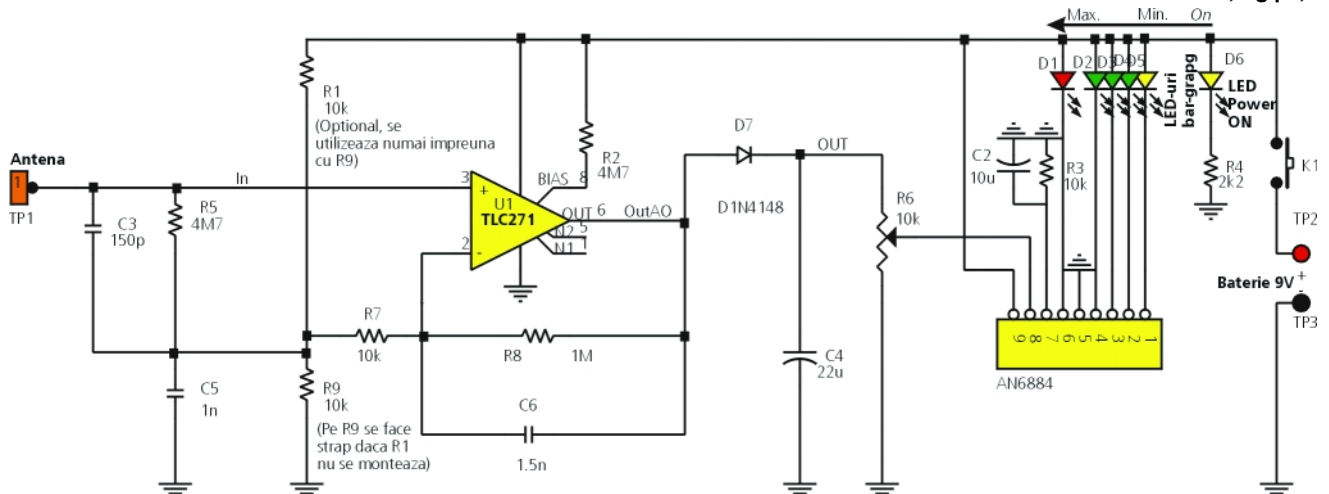 Max.
Min.
On
D1
D2
D3
D4
D5
D6
LED-uri
bar-grapg
LED
Power
ON
R1
10k
(Optional, se
utilizeaza numai impreuna
cu R9)
R2
4M7
D7
OUT
C2
10u
R3
10k
R4
2k2
K1
Antena
1
TP1
In
3
+
BIAS
8
U1
TLC271
OUT
6
OutAO
N2
5
N1
1
2
-
D1N4148
R6
10k
TP2
C3
150p
R5
4M7
Baterie 9V
+
-
TP3
R7
10k
R8
1M
9
8
7
6
5
4
3
2
1
AN6884
C4
22u
C5
1n
R9
10k
C6
1.5n
(Pe R9 se face
strap daca R1
nu se monteaza)